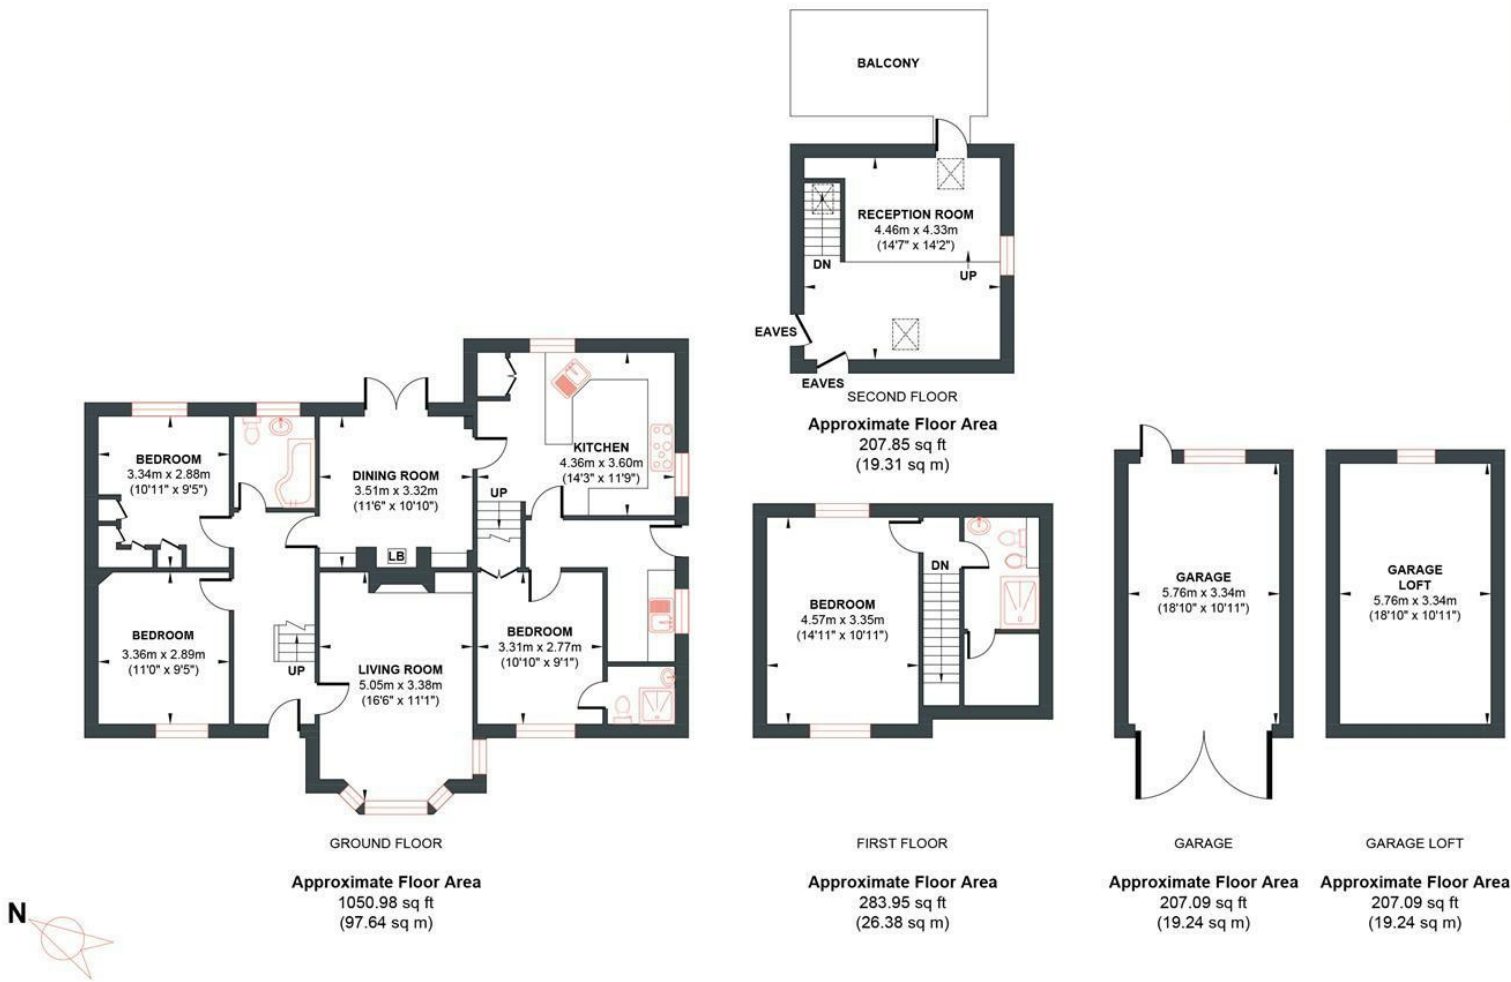 BALCONY
RECEPTION ROOM
4.46m x 4.33m
(14'7" x 14'2")
DN
UP
EAVES
EAVES
SECOND FLOOR
Approximate Floor Area
207.85 sq ft
(19.31 sq m)
BEDROOM
3.34m x 2.88m
(10'11" x 9'5")
DINING ROOM
3.51m x 3.32m
(11'6" x 10'10")
LB
KITCHEN
4.36m x 3.60m
(14'3" x 11'9")
UP
BEDROOM
3.36m x 2.89m
(11'0" x 9'5")
UP
LIVING ROOM
5.05m x 3.38m
(16'6" x 11'1")
BEDROOM
3.31m x 2.77m
(10'10" x 9'1")
GROUND FLOOR
Approximate Floor Area
1050.98 sq ft
(97.64 sq m)
BEDROOM
4.57m x 3.35m
(14'11" x 10'11")
DN
FIRST FLOOR
Approximate Floor Area
283.95 sq ft
(26.38 sq m)
GARAGE
5.76m x 3.34m
(18'10" x 10'11")
GARAGE
Approximate Floor Area
207.09 sq ft
(19.24 sq m)
GARAGE
LOFT
5.76m x 3.34m
(18'10" x 10'11")
GARAGE LOFT
Approximate Floor Area
207.09 sq ft
(19.24 sq m)
N